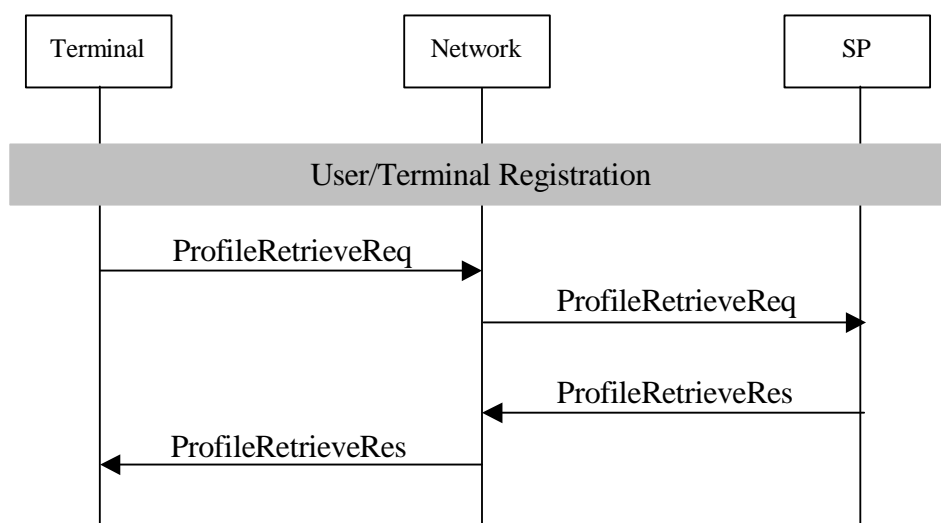 Terminal
Network
SP
User/Terminal Registration
ProfileRetrieveReq
ProfileRetrieveReq
ProfileRetrieveRes
ProfileRetrieveRes